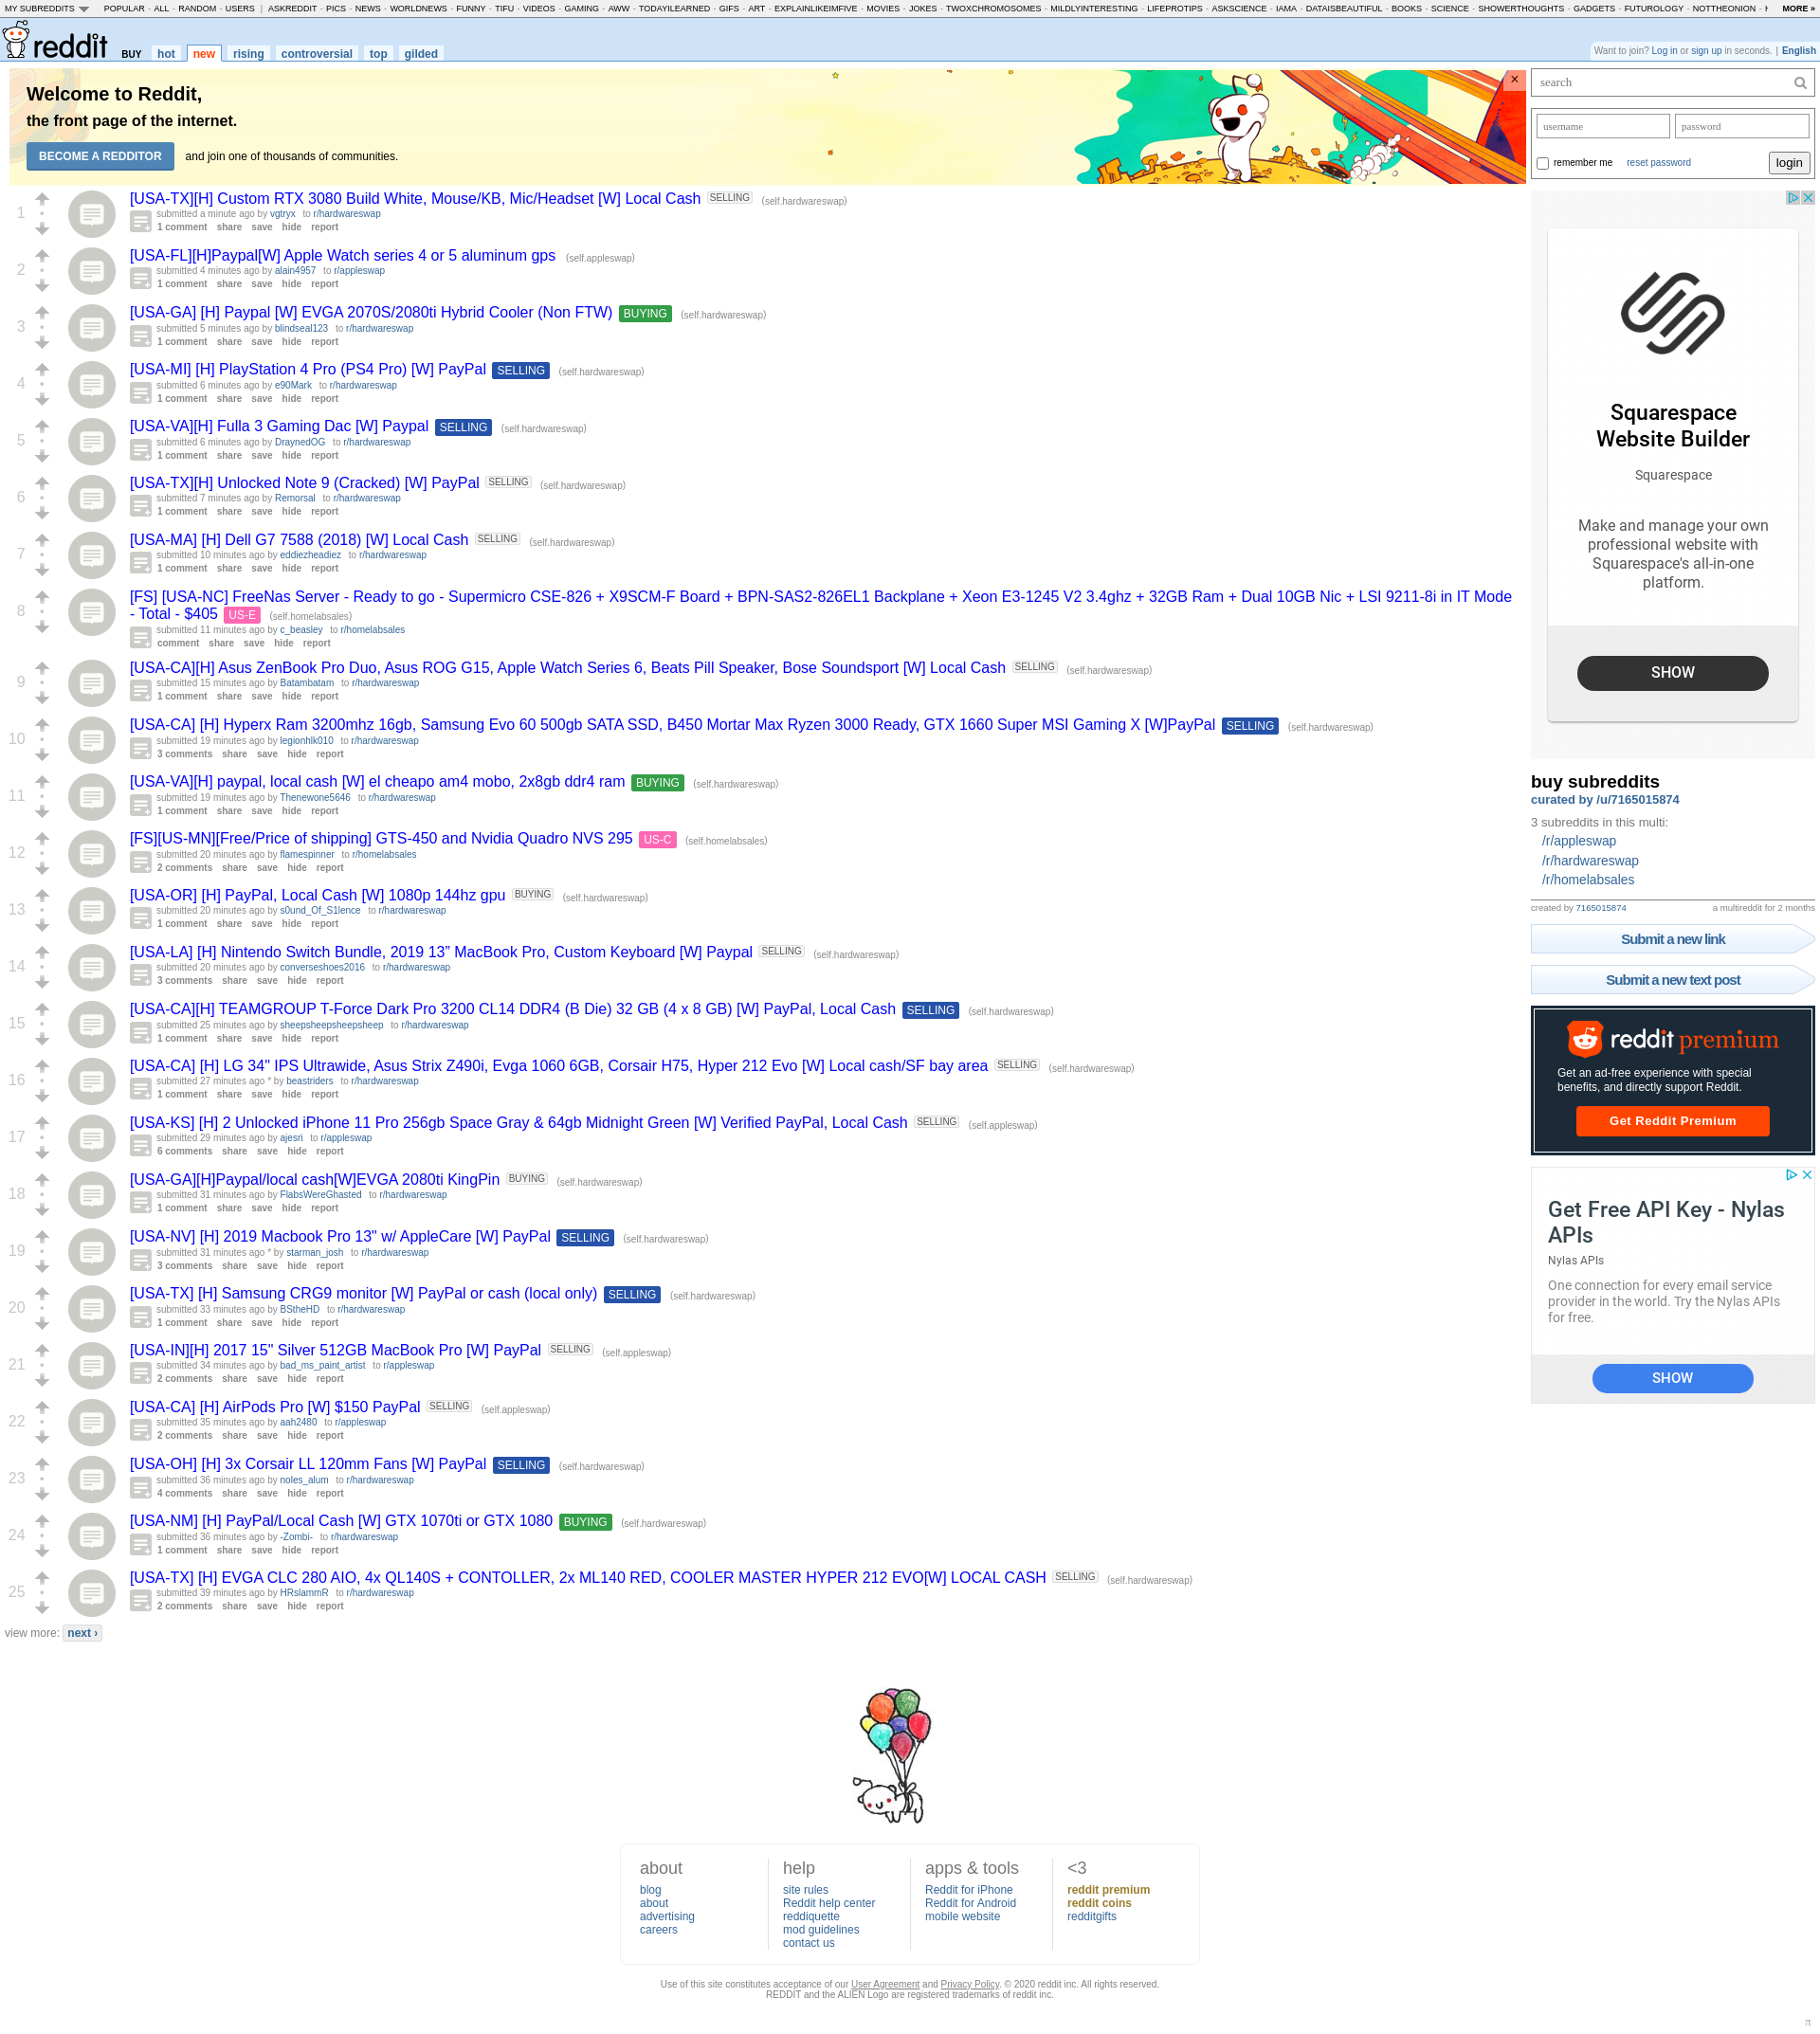 MY SUBREDDITS POPULAR - ALL - RANDOM - USERS | ASKREDDIT - PICS - NEWS - WORLDNEWS - FUNNY - TIFU - VIDEOS - GAMING - AWW - TODAYILEARNED - GIFS - ART - EXPLAINLIKEIMFIVE - MOVIES - JOKES - TWOXCHROMOSOMES - MILDLYINTERESTING - LIFEPROTIPS - ASKSCIENCE - IAMA - DATAISBEAUTIFUL - BOOKS - SCIENCE - SHOWERTHOUGHTS - GADGETS - FUTUROLOGY - NOTTHEONION - MORE »
reddit BUY hot new rising controversial top gilded
Want to join? Log in or sign up in seconds. | English
Welcome to Reddit,
the front page of the internet.
BECOME A REDDITOR and join one of thousands of communities.
×
1
[USA-TX][H] Custom RTX 3080 Build White, Mouse/KB, Mic/Headset [W] Local Cash SELLING (self.hardwareswap)
submitted a minute ago by vgtryx to r/hardwareswap
1 comment share save hide report
2
[USA-FL][H]Paypal[W] Apple Watch series 4 or 5 aluminum gps (self.appleswap)
submitted 4 minutes ago by alain4957 to r/appleswap
1 comment share save hide report
3
[USA-GA] [H] Paypal [W] EVGA 2070S/2080ti Hybrid Cooler (Non FTW) BUYING (self.hardwareswap)
submitted 5 minutes ago by blindseal123 to r/hardwareswap
1 comment share save hide report
4
[USA-MI] [H] PlayStation 4 Pro (PS4 Pro) [W] PayPal SELLING (self.hardwareswap)
submitted 6 minutes ago by e90Mark to r/hardwareswap
1 comment share save hide report
5
[USA-VA][H] Fulla 3 Gaming Dac [W] Paypal SELLING (self.hardwareswap)
submitted 6 minutes ago by DraynedOG to r/hardwareswap
1 comment share save hide report
6
[USA-TX][H] Unlocked Note 9 (Cracked) [W] PayPal SELLING (self.hardwareswap)
submitted 7 minutes ago by Remorsal to r/hardwareswap
1 comment share save hide report
7
[USA-MA] [H] Dell G7 7588 (2018) [W] Local Cash SELLING (self.hardwareswap)
submitted 10 minutes ago by eddiezheadiez to r/hardwareswap
1 comment share save hide report
8
[FS] [USA-NC] FreeNas Server - Ready to go - Supermicro CSE-826 + X9SCM-F Board + BPN-SAS2-826EL1 Backplane + Xeon E3-1245 V2 3.4ghz + 32GB Ram + Dual 10GB Nic + LSI 9211-8i in IT Mode
- Total - $405 US-E (self.homelabsales)
submitted 11 minutes ago by c_beasley to r/homelabsales
comment share save hide report
9
[USA-CA][H] Asus ZenBook Pro Duo, Asus ROG G15, Apple Watch Series 6, Beats Pill Speaker, Bose Soundsport [W] Local Cash SELLING (self.hardwareswap)
submitted 15 minutes ago by Batambatam to r/hardwareswap
1 comment share save hide report
10
[USA-CA] [H] Hyperx Ram 3200mhz 16gb, Samsung Evo 60 500gb SATA SSD, B450 Mortar Max Ryzen 3000 Ready, GTX 1660 Super MSI Gaming X [W]PayPal SELLING (self.hardwareswap)
submitted 19 minutes ago by legionhlk010 to r/hardwareswap
3 comments share save hide report
11
[USA-VA][H] paypal, local cash [W] el cheapo am4 mobo, 2x8gb ddr4 ram BUYING (self.hardwareswap)
submitted 19 minutes ago by Thenewone5646 to r/hardwareswap
1 comment share save hide report
12
[FS][US-MN][Free/Price of shipping] GTS-450 and Nvidia Quadro NVS 295 US-C (self.homelabsales)
submitted 20 minutes ago by flamespinner to r/homelabsales
2 comments share save hide report
13
[USA-OR] [H] PayPal, Local Cash [W] 1080p 144hz gpu BUYING (self.hardwareswap)
submitted 20 minutes ago by s0und_Of_S1lence to r/hardwareswap
1 comment share save hide report
14
[USA-LA] [H] Nintendo Switch Bundle, 2019 13” MacBook Pro, Custom Keyboard [W] Paypal SELLING (self.hardwareswap)
submitted 20 minutes ago by converseshoes2016 to r/hardwareswap
3 comments share save hide report
15
[USA-CA][H] TEAMGROUP T-Force Dark Pro 3200 CL14 DDR4 (B Die) 32 GB (4 x 8 GB) [W] PayPal, Local Cash SELLING (self.hardwareswap)
submitted 25 minutes ago by sheepsheepsheepsheep to r/hardwareswap
1 comment share save hide report
16
[USA-CA] [H] LG 34" IPS Ultrawide, Asus Strix Z490i, Evga 1060 6GB, Corsair H75, Hyper 212 Evo [W] Local cash/SF bay area SELLING (self.hardwareswap)
submitted 27 minutes ago * by beastriders to r/hardwareswap
1 comment share save hide report
17
[USA-KS] [H] 2 Unlocked iPhone 11 Pro 256gb Space Gray & 64gb Midnight Green [W] Verified PayPal, Local Cash SELLING (self.appleswap)
submitted 29 minutes ago by ajesri to r/appleswap
6 comments share save hide report
18
[USA-GA][H]Paypal/local cash[W]EVGA 2080ti KingPin BUYING (self.hardwareswap)
submitted 31 minutes ago by FlabsWereGhasted to r/hardwareswap
1 comment share save hide report
19
[USA-NV] [H] 2019 Macbook Pro 13" w/ AppleCare [W] PayPal SELLING (self.hardwareswap)
submitted 31 minutes ago * by starman_josh to r/hardwareswap
3 comments share save hide report
20
[USA-TX] [H] Samsung CRG9 monitor [W] PayPal or cash (local only) SELLING (self.hardwareswap)
submitted 33 minutes ago by BStheHD to r/hardwareswap
1 comment share save hide report
21
[USA-IN][H] 2017 15" Silver 512GB MacBook Pro [W] PayPal SELLING (self.appleswap)
submitted 34 minutes ago by bad_ms_paint_artist to r/appleswap
2 comments share save hide report
22
[USA-CA] [H] AirPods Pro [W] $150 PayPal SELLING (self.appleswap)
submitted 35 minutes ago by aah2480 to r/appleswap
2 comments share save hide report
23
[USA-OH] [H] 3x Corsair LL 120mm Fans [W] PayPal SELLING (self.hardwareswap)
submitted 36 minutes ago by noles_alum to r/hardwareswap
4 comments share save hide report
24
[USA-NM] [H] PayPal/Local Cash [W] GTX 1070ti or GTX 1080 BUYING (self.hardwareswap)
submitted 36 minutes ago by -Zombi- to r/hardwareswap
1 comment share save hide report
25
[USA-TX] [H] EVGA CLC 280 AIO, 4x QL140S + CONTOLLER, 2x ML140 RED, COOLER MASTER HYPER 212 EVO[W] LOCAL CASH SELLING (self.hardwareswap)
submitted 39 minutes ago by HRslammR to r/hardwareswap
2 comments share save hide report
view more: next ›
search
username password
remember me reset password login
Squarespace
Website Builder
Squarespace
Make and manage your own
professional website with
Squarespace's all-in-one
platform.
SHOW
buy subreddits
curated by /u/7165015874
3 subreddits in this multi:
/r/appleswap
/r/hardwareswap
/r/homelabsales
created by 7165015874 a multireddit for 2 months
Submit a new link
Submit a new text post
reddit premium
Get an ad-free experience with special
benefits, and directly support Reddit.
Get Reddit Premium
Get Free API Key - Nylas
APIs
Nylas APIs
One connection for every email service
provider in the world. Try the Nylas APIs
for free.
SHOW
about
blog
about
advertising
careers
help
site rules
Reddit help center
reddiquette
mod guidelines
contact us
apps & tools
Reddit for iPhone
Reddit for Android
mobile website
<3
reddit premium
reddit coins
redditgifts
Use of this site constitutes acceptance of our User Agreement and Privacy Policy. © 2020 reddit inc. All rights reserved.
REDDIT and the ALIEN Logo are registered trademarks of reddit inc.
π